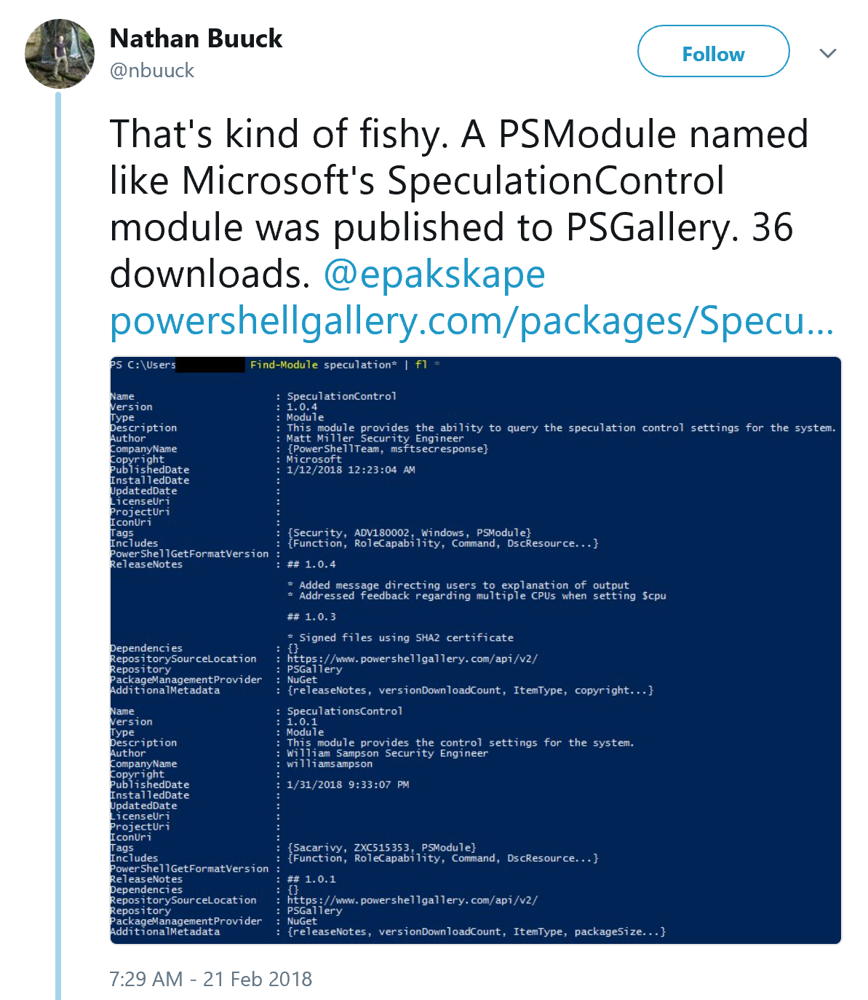 Nathan Buuck
@nbuuck
Follow
That's kind of fishy. A PSModule named
like Microsoft's SpeculationControl
module was published to PSGallery. 36
downloads. @epakskape
powershellgallery.com/packages/Specu...
PS C:\Users Find-Module speculation* | fl *
Name : SpeculationControl
Version : 1.0.4
Type : Module
Description : This module provides the ability to query the speculation control settings for the system.
Author : Matt Miller Security Engineer
CompanyName : {PowerShellTeam, msftsecresponse}
Copyright : Microsoft
PublishedDate : 1/12/2018 12:23:04 AM
InstalledDate :
UpdatedDate :
LicenseUri :
ProjectUri :
IconUri :
Tags : {Security, ADV180002, Windows, PSModule}
Includes : {Function, RoleCapability, Command, DscResource...}
PowerShellGetFormatVersion :
ReleaseNotes : ## 1.0.4
* Added message directing users to explanation of output
* Addressed feedback regarding multiple CPUs when setting $cpu
## 1.0.3
* Signed files using SHA2 certificate
Dependencies : {}
RepositorySourceLocation : https://www.powershellgallery.com/api/v2/
Repository : PSGallery
PackageManagementProvider : NuGet
AdditionalMetadata : {releaseNotes, versionDownloadCount, ItemType, copyright...}
Name : SpeculationsControl
Version : 1.0.1
Type : Module
Description : This module provides the control settings for the system.
Author : William Sampson Security Engineer
CompanyName : williamsampson
Copyright :
PublishedDate : 1/31/2018 9:33:07 PM
InstalledDate :
UpdatedDate :
LicenseUri :
ProjectUri :
IconUri :
Tags : {Sacarivy, ZXC515353, PSModule}
Includes : {Function, RoleCapability, Command, DscResource...}
PowerShellGetFormatVersion :
ReleaseNotes : ## 1.0.1
Dependencies : {}
RepositorySourceLocation : https://www.powershellgallery.com/api/v2/
Repository : PSGallery
PackageManagementProvider : NuGet
AdditionalMetadata : {releaseNotes, versionDownloadCount, ItemType, packageSize...}
7:29 AM - 21 Feb 2018